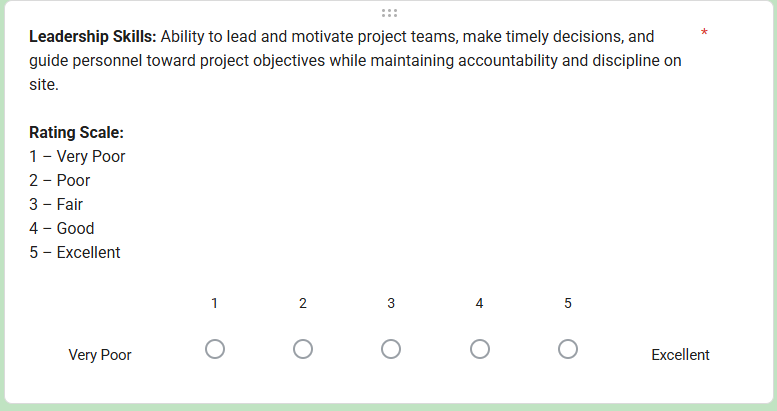 Leadership Skills: Ability to lead and motivate project teams, make timely decisions, and *
guide personnel toward project objectives while maintaining accountability and discipline on
site.
Rating Scale:
1 – Very Poor
2 – Poor
3 – Fair
4 – Good
5 – Excellent
1 2 3 4 5
Very Poor Excellent